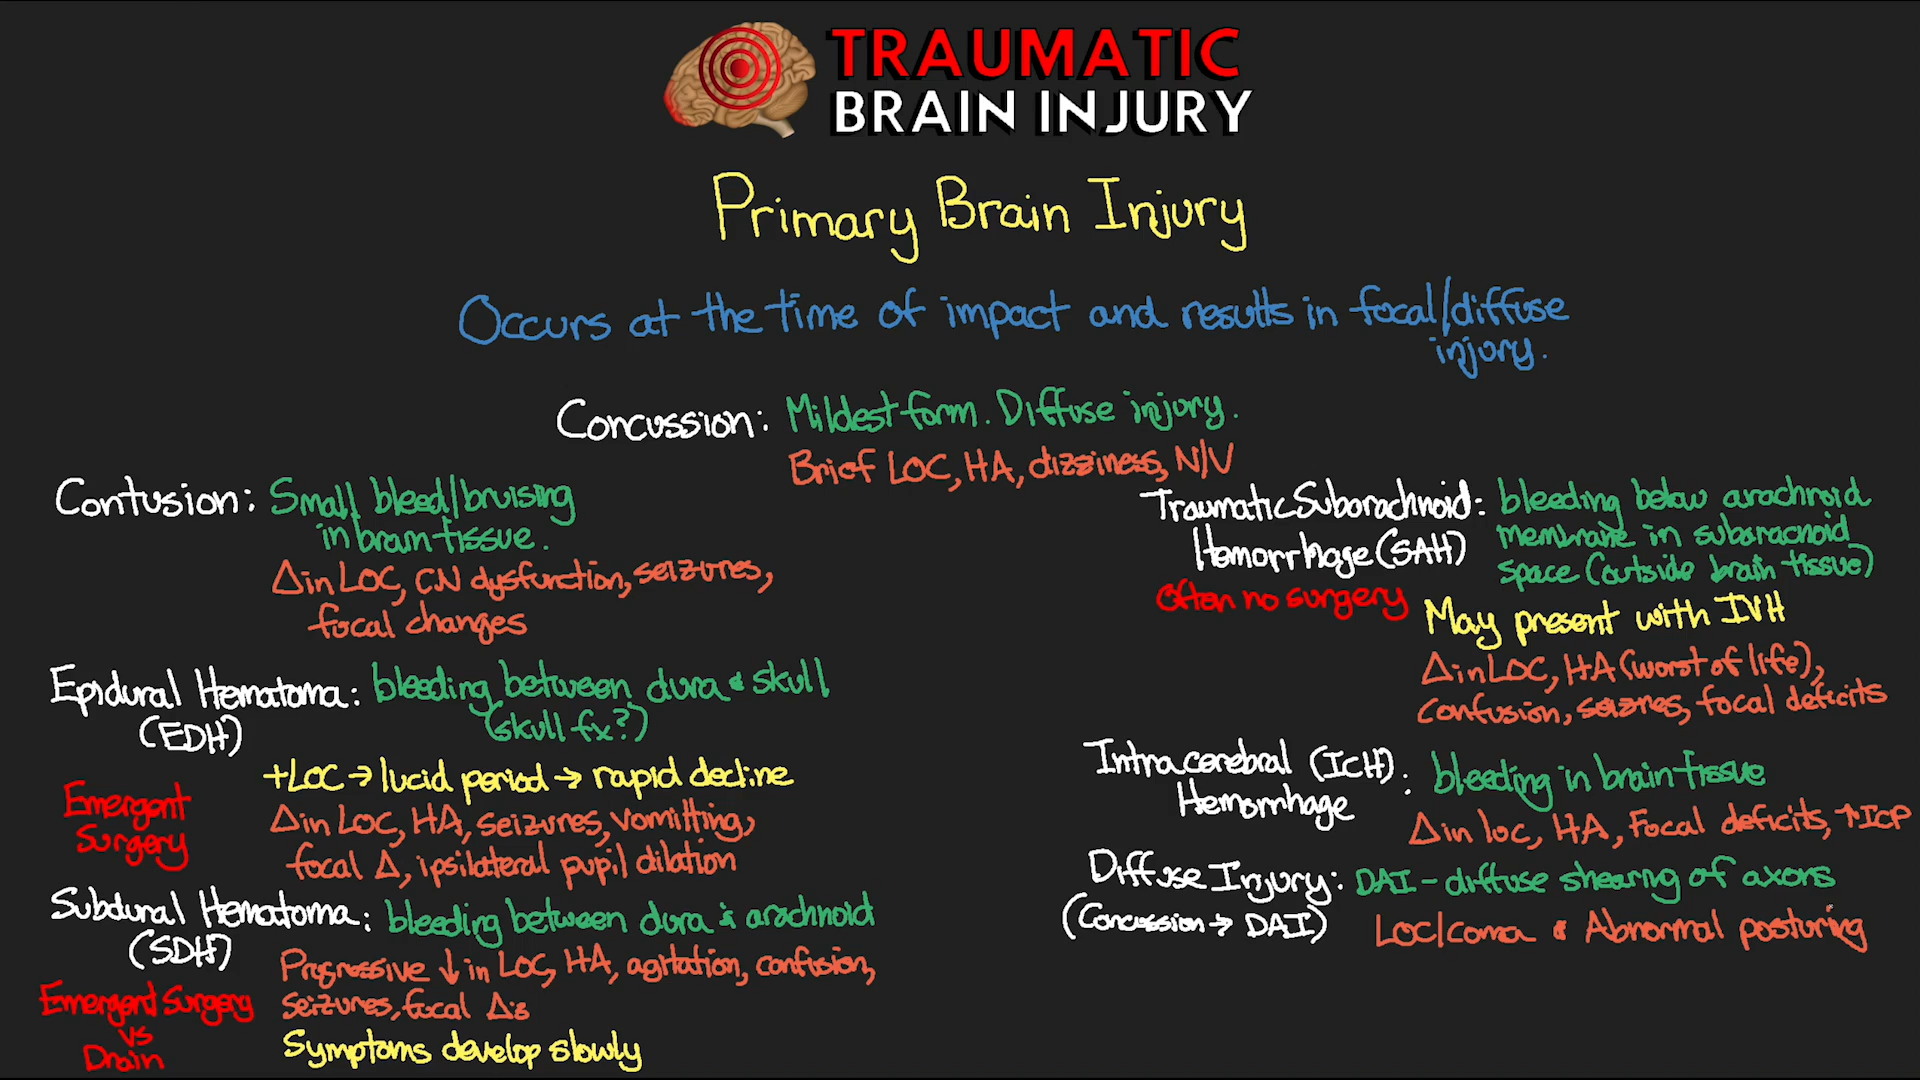 TRAUMATIC
BRAIN INJURY
Primary Brain Injury
Occurs at the time of impact and results in focal/diffuse
injury.
Concussion: Mildest form. Diffuse injury.
Brief LOC, HA, dizziness, N/V
Contusion: Small bleed/bruising
in brain tissue.
Δ in LOC, CN dysfunction, seizures,
focal changes
Epidural Hematoma: bleeding between dura & skull
(EDH) (skull fx?)
+LOC → lucid period → rapid decline
Emergent
Surgery
Δ in LOC, HA, seizures, vomitting,
focal Δ, ipsilateral pupil dilation
Subdural Hematoma: bleeding between dura & arachnoid
(SDH)
Progressive ↓ in LOC, HA, agitation, confusion,
seizures, focal Δs
Emergent Surgery
vs
Drain
Symptoms develop slowly
Traumatic Subarachnoid: bleeding below arachnoid
Hemorrhage (SAH) membrane in subaracnoid
space (outside brain tissue)
Often no surgery
May present with IVH
Δ in LOC, HA (worst of life),
confusion, seizres, focal deficits
Intracerebral (ICH): bleeding in brain tissue
Hemorrhage
Δ in loc, HA, Focal deficits, ↑ICP
Diffuse Injury: DAI - diffuse shearing of axons
(Concussion → DAI) LOC/coma & Abnormal posturing